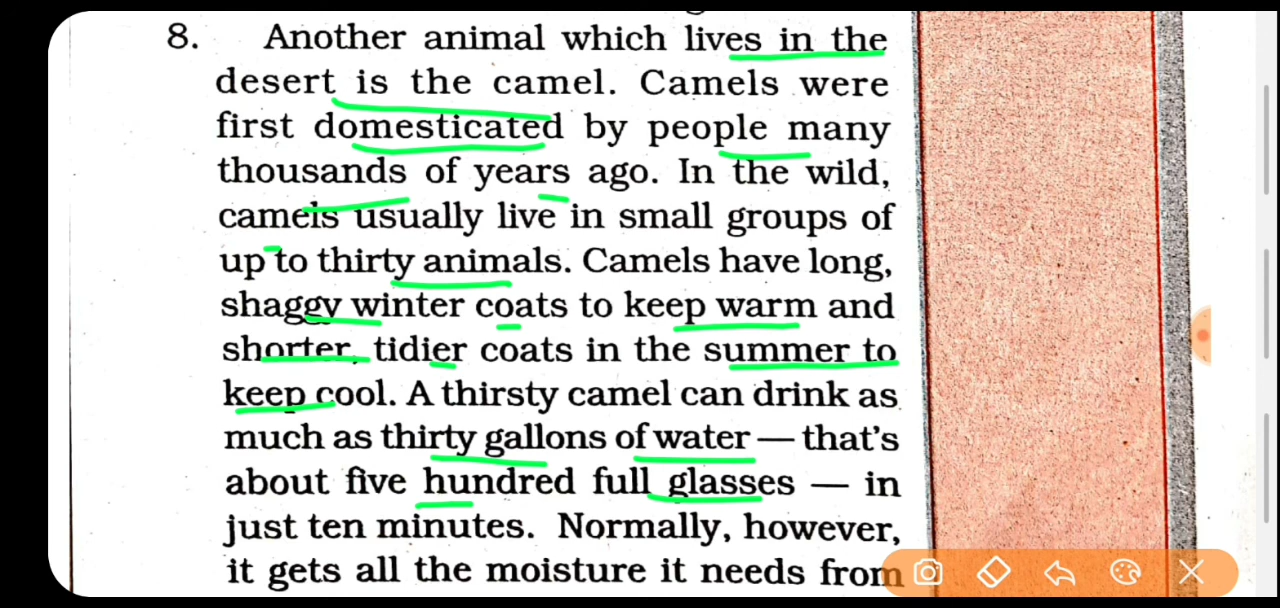 8. Another animal which lives in the
desert is the camel. Camels were
first domesticated by people many
thousands of years ago. In the wild,
camels usually live in small groups of
up to thirty animals. Camels have long,
shaggy winter coats to keep warm and
shorter, tidier coats in the summer to
keep cool. A thirsty camel can drink as
much as thirty gallons of water — that's
about five hundred full glasses — in
just ten minutes. Normally, however,
it gets all the moisture it needs from